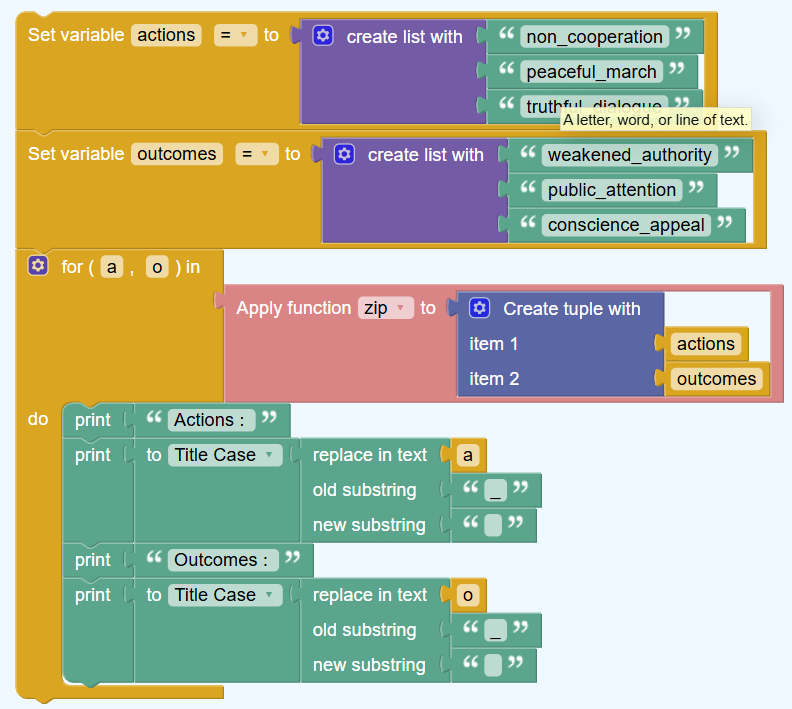 Set variable actions = to create list with “ non_cooperation ”
“ peaceful_march ”
“ truthful_dialogue ”
A letter, word, or line of text.
Set variable outcomes = to create list with “ weakened_authority ”
“ public_attention ”
“ conscience_appeal ”
for ( a , o ) in
Apply function zip to Create tuple with
item 1 actions
item 2 outcomes
do print “ Actions : ”
print to Title Case replace in text a
old substring “ _ ”
new substring “ ”
print “ Outcomes : ”
print to Title Case replace in text o
old substring “ _ ”
new substring “ ”